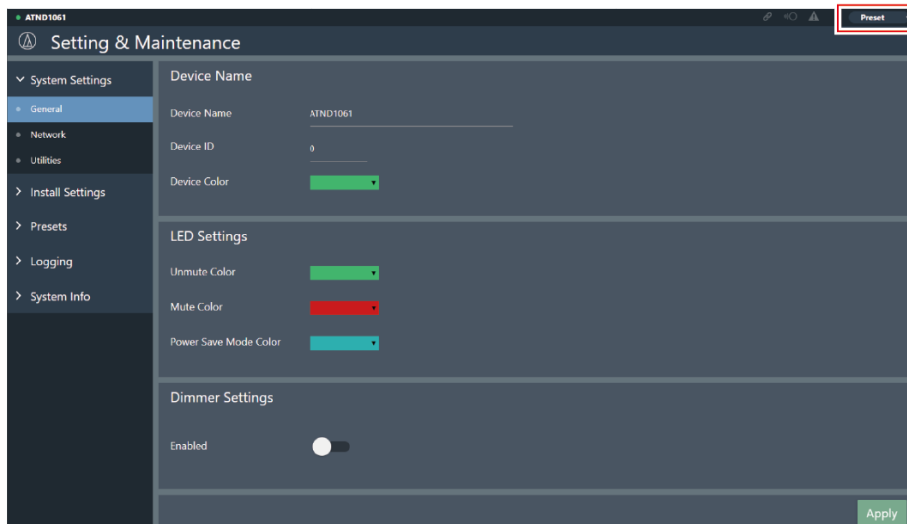 ATND1061
Preset
Setting & Maintenance
System Settings
General
Network
Utilities
Install Settings
Presets
Logging
System Info
Device Name
Device Name ATND1061
Device ID 0
Device Color
LED Settings
Unmute Color
Mute Color
Power Save Mode Color
Dimmer Settings
Enabled
Apply